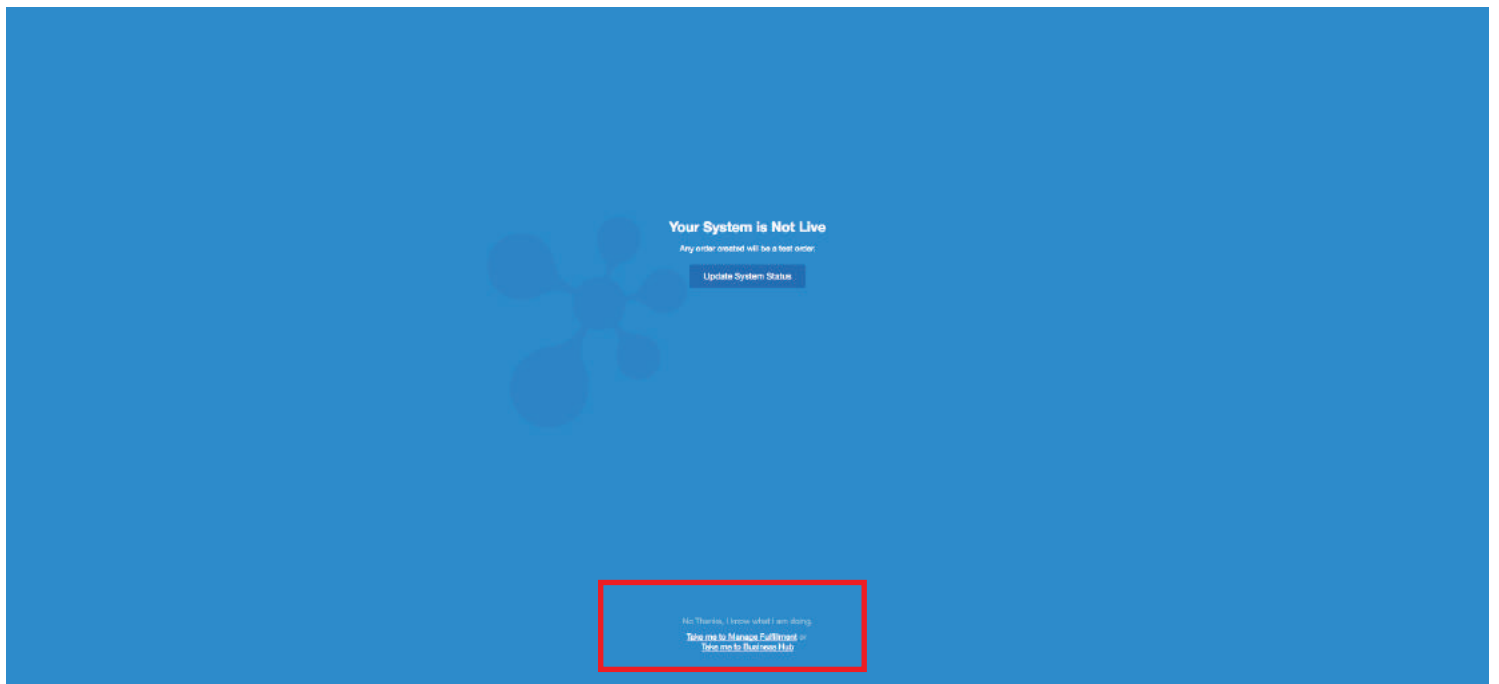 Your System is Not Live
Any order created will be a test order.
Update System Status
No Thanks, I know what I am doing.
Take me to Manage Fulfillment or
Take me to Business Hub